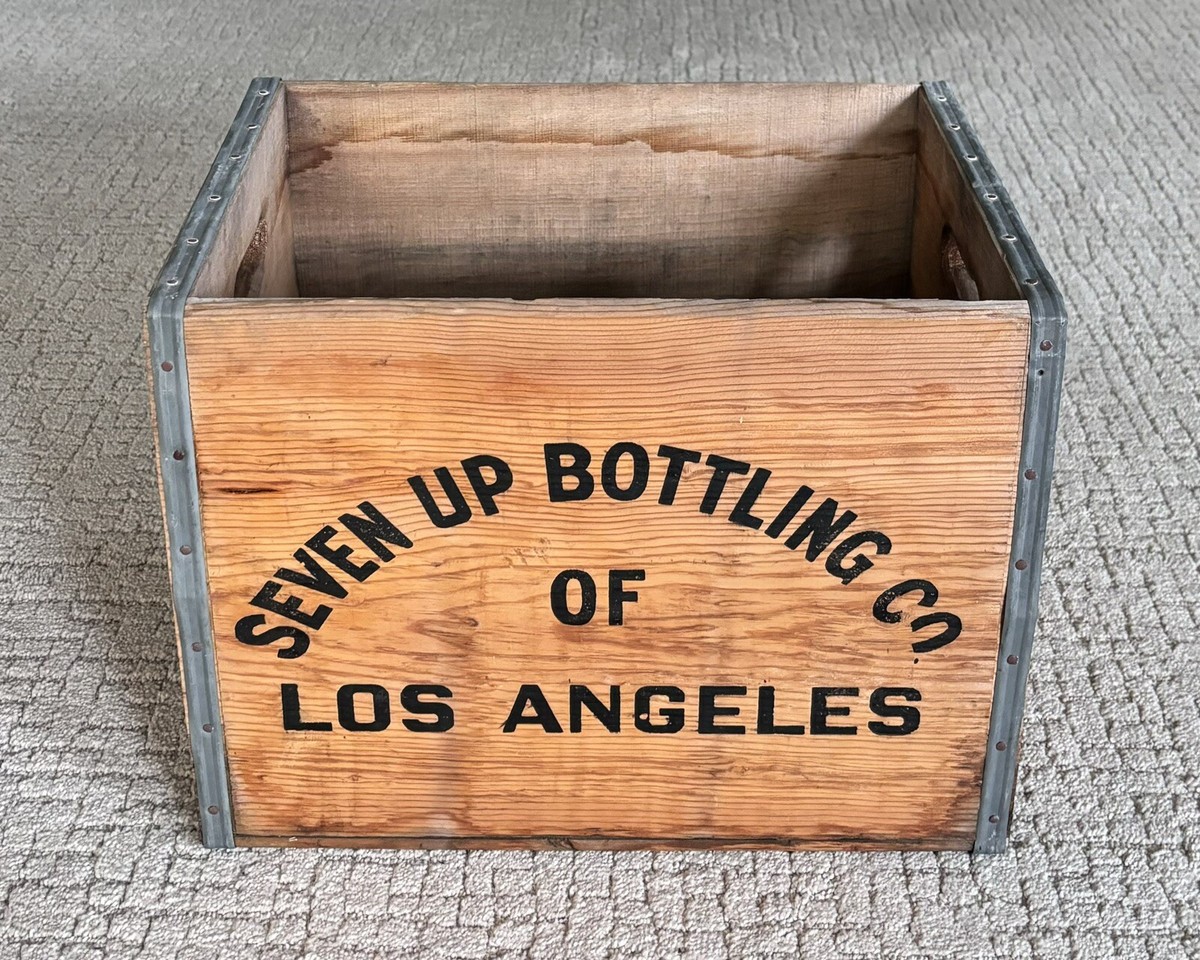 SEVEN UP BOTTLING CO.
OF
LOS ANGELES